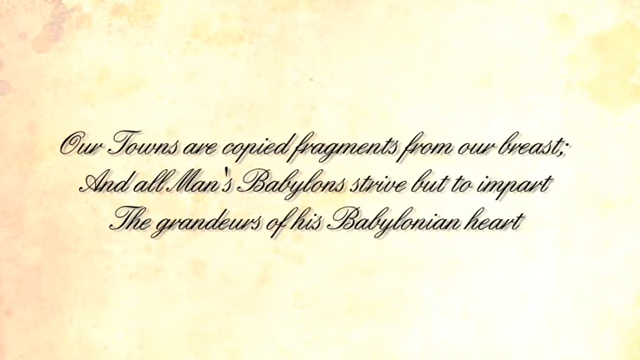 Our Towns are copied fragments from our breast;
And all Man's Babylons strive but to impart
The grandeurs of his Babylonian heart